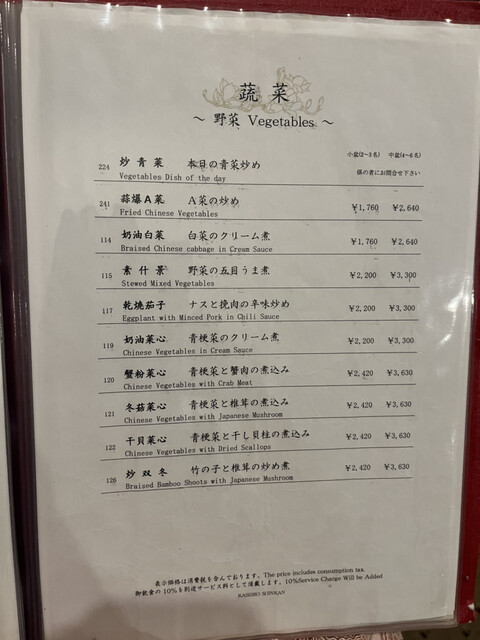 蔬菜
～ 野菜 Vegetables ～
小盆(2~3名) 中盆(4~6名)
224 炒青菜 本日の青菜炒め 係の者にお問合せ下さい
Vegetables Dish of the day
241 蒜爆A菜 A菜の炒め ¥1,760 ¥2,640
Fried Chinese Vegetables
114 奶油白菜 白菜のクリーム煮 ¥1,760 ¥2,640
Braised Chinese cabbage in Cream Sauce
115 素什景 野菜の五目うま煮 ¥2,200 ¥3,300
Stewed Mixed Vegetables
117 乾燒茄子 ナスと挽肉の辛味炒め ¥2,200 ¥3,300
Eggplant with Minced Pork in Chili Sauce
119 奶油菜心 青梗菜のクリーム煮 ¥2,200 ¥3,300
Chinese Vegetables in Cream Sauce
120 蟹粉菜心 青梗菜と蟹肉の煮込み ¥2,420 ¥3,630
Chinese Vegetables with Crab Meat
121 冬菇菜心 青梗菜と椎茸の煮込み ¥2,420 ¥3,630
Chinese Vegetables with Japanese Mushroom
122 干貝菜心 青梗菜と干し貝柱の煮込み ¥2,420 ¥3,630
Chinese Vegetables with Dried Scallops
126 炒双冬 竹の子と椎茸の炒め煮 ¥2,420 ¥3,630
Braised Bamboo Shoots with Japanese Mushroom
表示価格は消費税を含んでおります。The price includes consumption tax.
御飲食の10%を別途サービス料として頂戴します。10%Service Charge Will be Added
KASEIRO SHINKAN